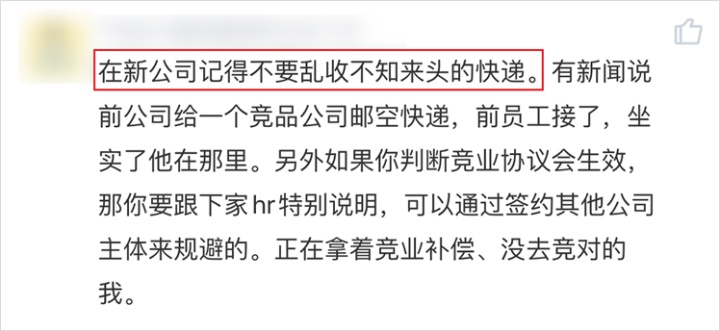 在新公司记得不要乱收不知来头的快递。有新闻说
前公司给一个竞品公司邮空快递，前员工接了，坐
实了他在那里。另外如果你判断竞业协议会生效，
那你要跟下家hr特别说明，可以通过签约其他公司
主体来规避的。正在拿着竞业补偿、没去竞对的
我。